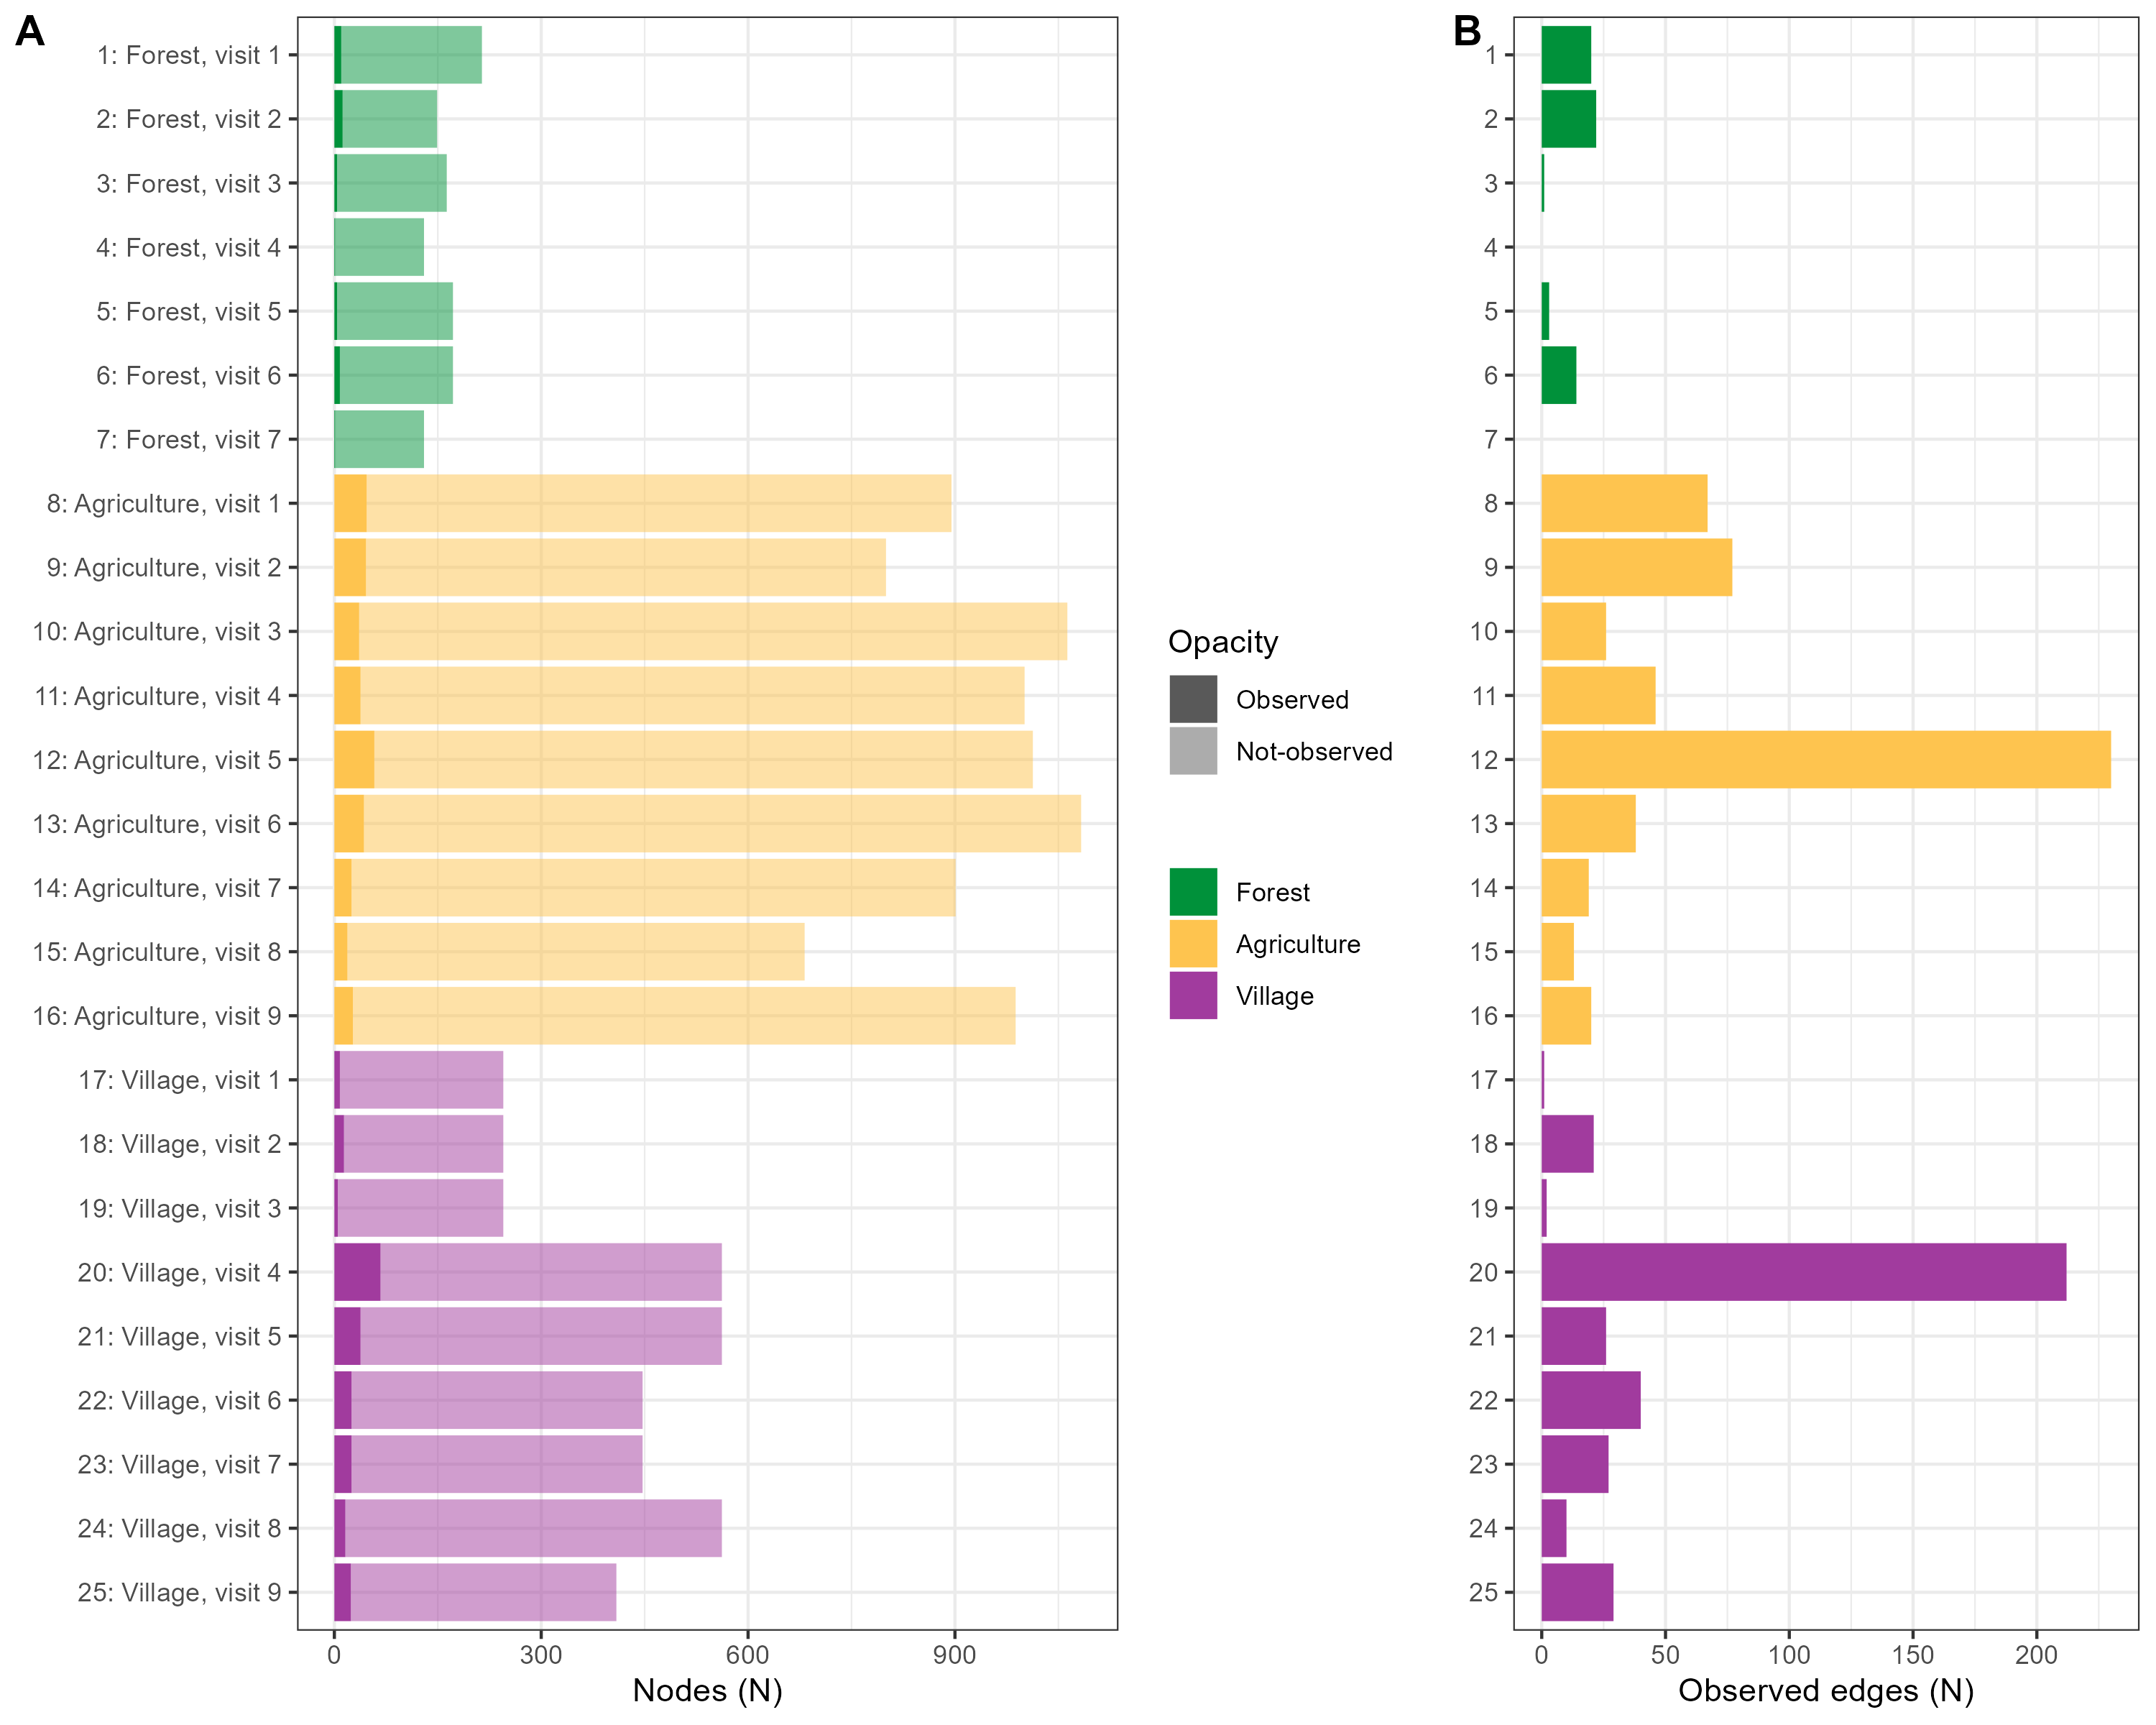 A
1: Forest, visit 1
2: Forest, visit 2
3: Forest, visit 3
4: Forest, visit 4
5: Forest, visit 5
6: Forest, visit 6
7: Forest, visit 7
8: Agriculture, visit 1
9: Agriculture, visit 2
10: Agriculture, visit 3
11: Agriculture, visit 4
12: Agriculture, visit 5
13: Agriculture, visit 6
14: Agriculture, visit 7
15: Agriculture, visit 8
16: Agriculture, visit 9
17: Village, visit 1
18: Village, visit 2
19: Village, visit 3
20: Village, visit 4
21: Village, visit 5
22: Village, visit 6
23: Village, visit 7
24: Village, visit 8
25: Village, visit 9
0 300 600 900
Nodes (N)
Opacity
Observed
Not-observed
Forest
Agriculture
Village
B
1
2
3
4
5
6
7
8
9
10
11
12
13
14
15
16
17
18
19
20
21
22
23
24
25
0 50 100 150 200
Observed edges (N)